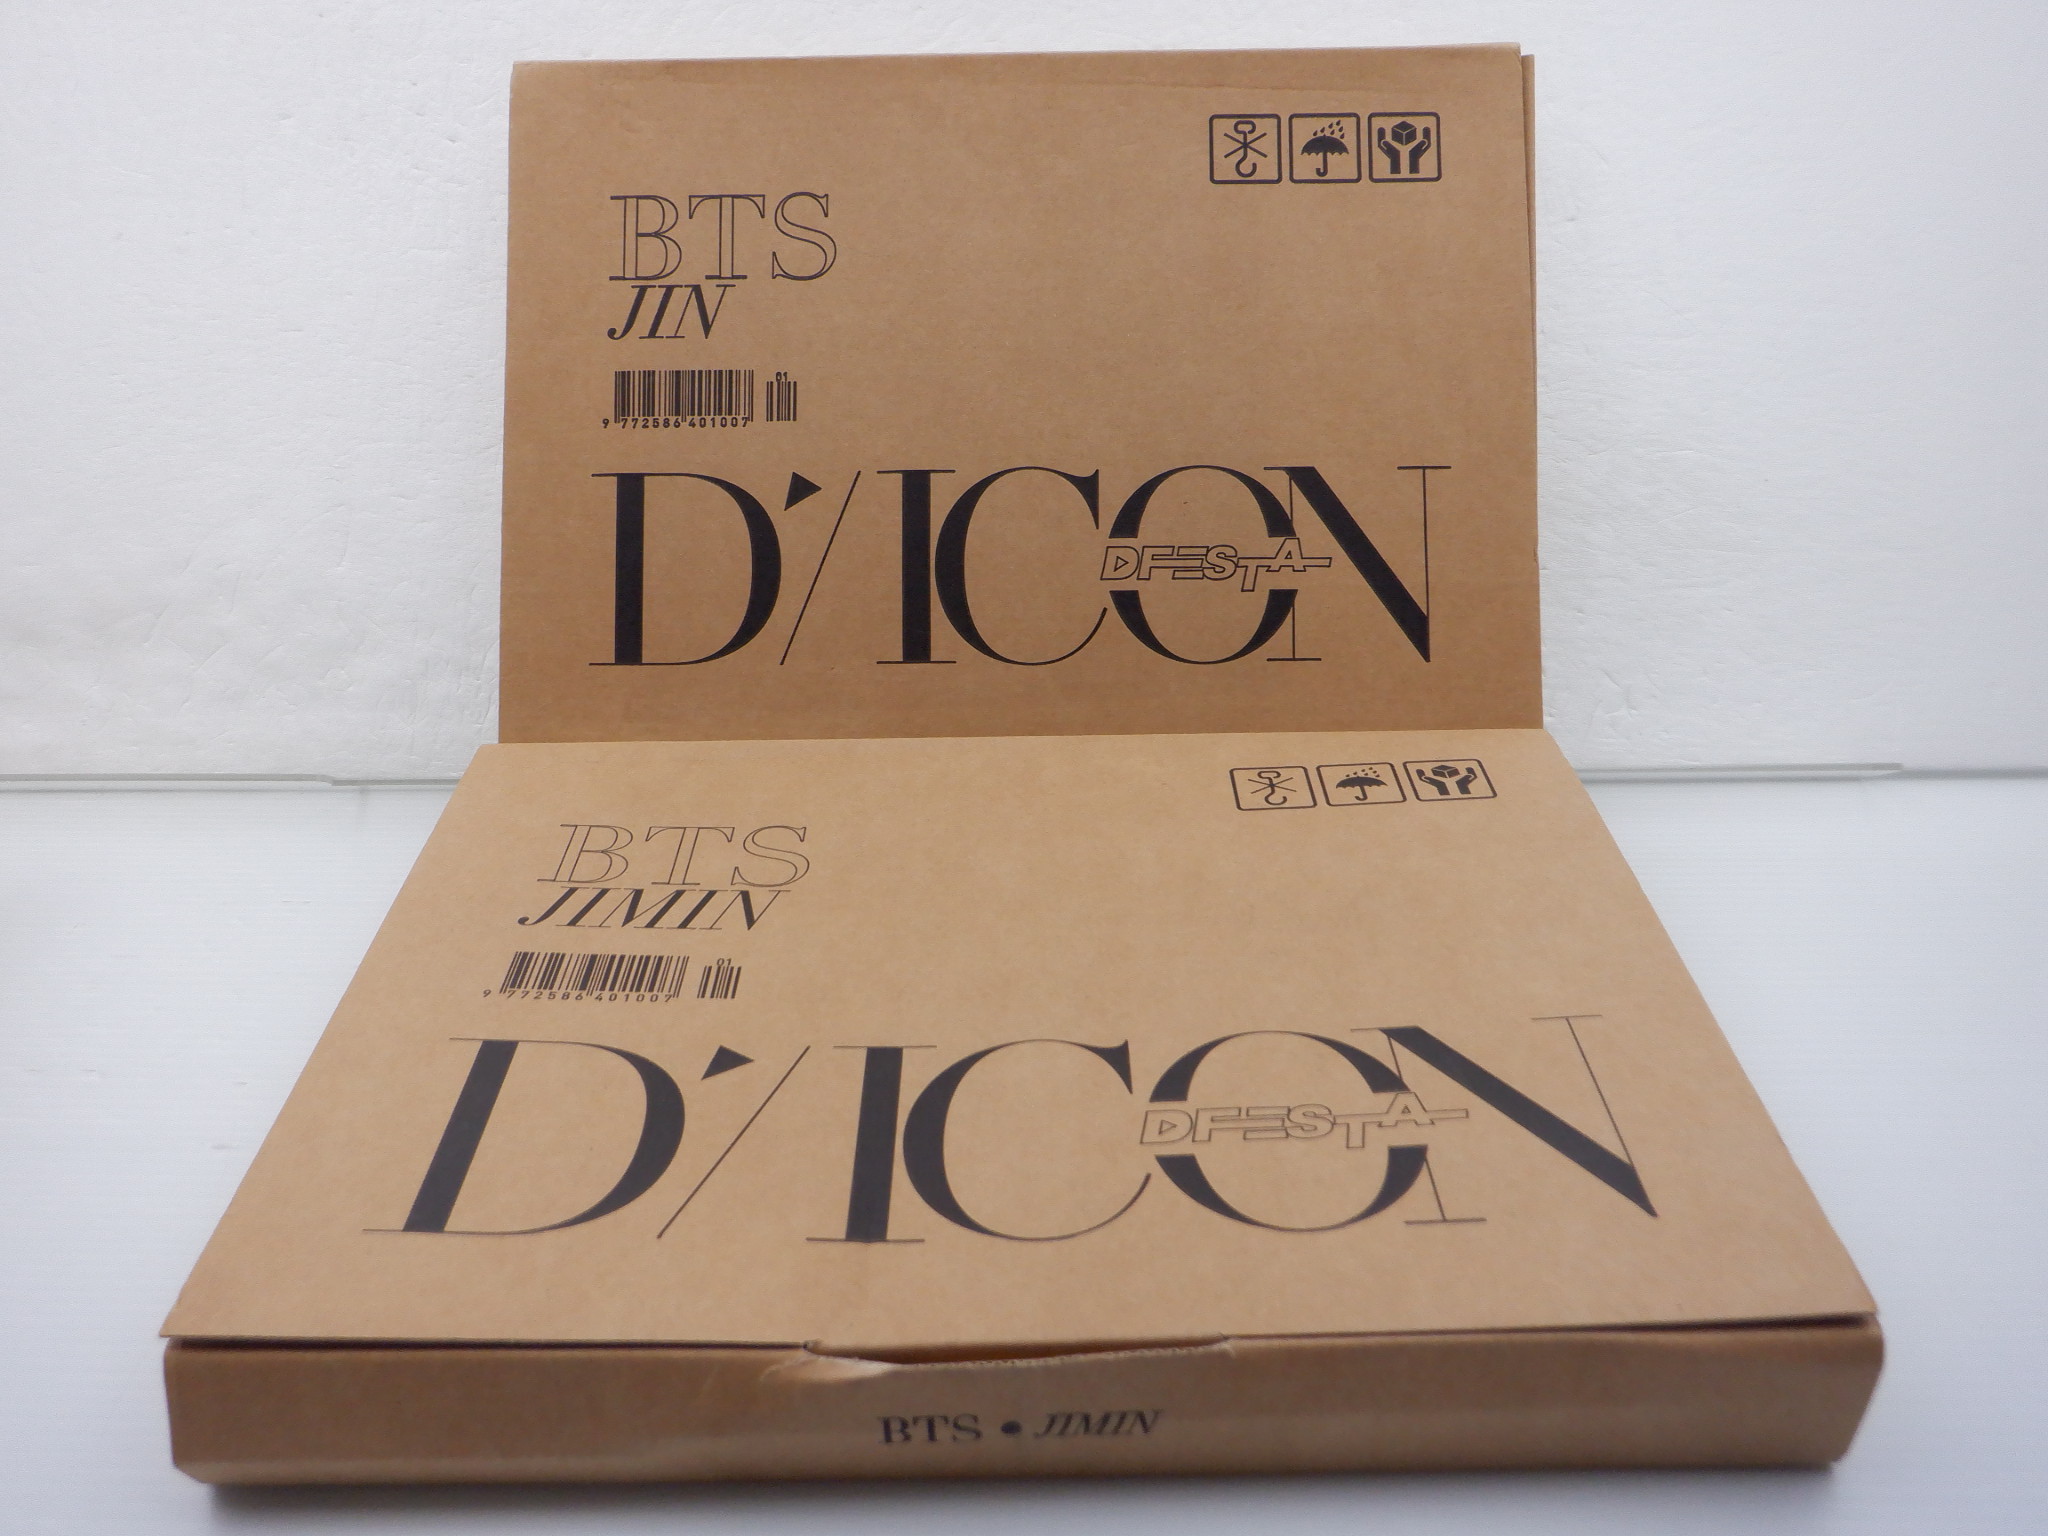 BTS
JIN
01
9 772586 401007
D'/ICON
DFESTA
BTS
JIMIN
01
9 772586 401007
D'/ICON
DFESTA
BTS • JIMIN